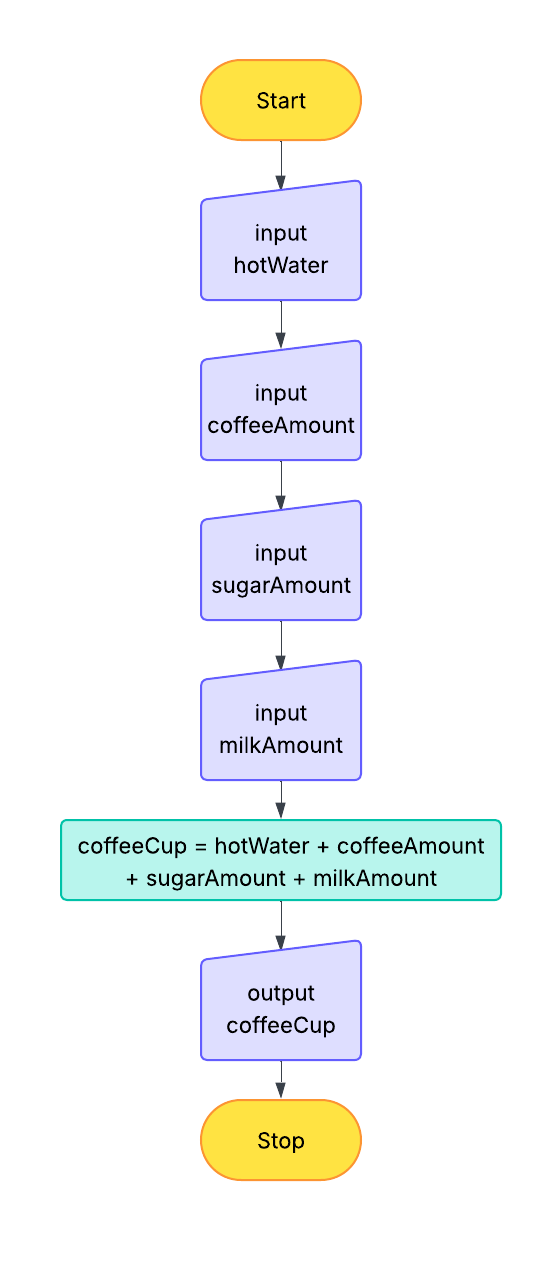 Start
input
hotWater
input
coffeeAmount
input
sugarAmount
input
milkAmount
coffeeCup = hotWater + coffeeAmount
+ sugarAmount + milkAmount
output
coffeeCup
Stop